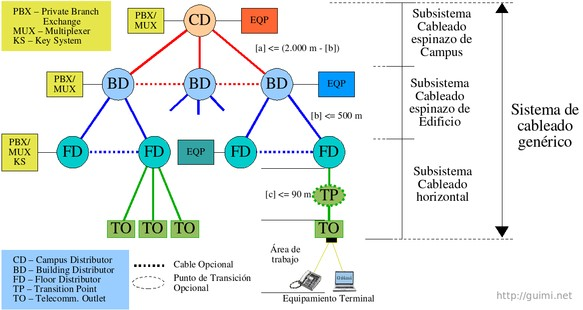 PBX – Private Branch
Exchange
MUX – Multiplexer
KS – Key System
PBX/
MUX
CD
EQP
[a] <= (2.000 m - [b])
Subsistema
Cableado
espinazo de
Campus
PBX/
MUX
BD
BD
BD
EQP
[b] <= 500 m
Subsistema
Cableado
espinazo de
Edificio
Sistema de
cableado
genérico
PBX/
MUX
KS
FD
FD
EQP
FD
FD
[c] <= 90 m
TP
Subsistema
Cableado
horizontal
TO
TO
TO
TO
CD – Campus Distributor
BD – Building Distributor
FD – Floor Distributor
TP – Transition Point
TO – Telecomm. Outlet
Cable Opcional
Punto de Transición
Opcional
Área de
trabajo
Equipamiento Terminal
http://guimi.net